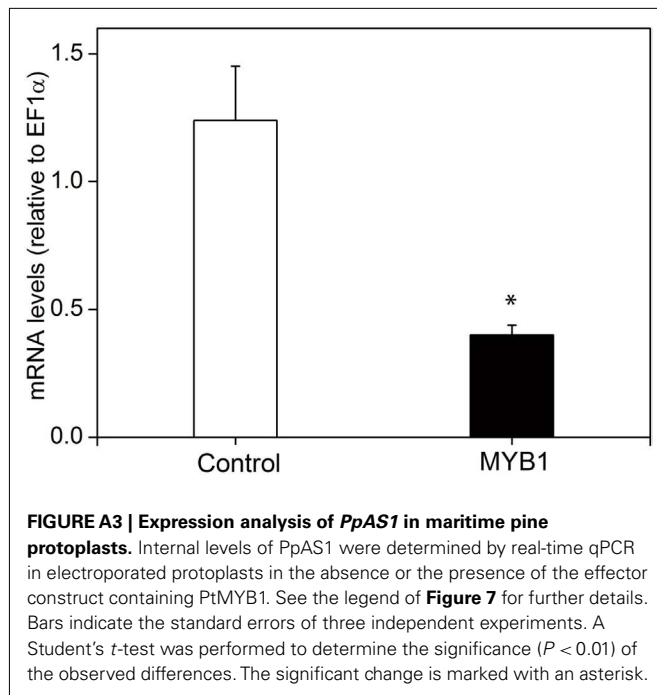 mRNA levels (relative to EF1α)
1.5
1.0
0.5
0.0
*
Control MYB1
FIGURE A3 | Expression analysis of PpAS1 in maritime pine
protoplasts. Internal levels of PpAS1 were determined by real-time qPCR
in electroporated protoplasts in the absence or the presence of the effector
construct containing PtMYB1. See the legend of Figure 7 for further details.
Bars indicate the standard errors of three independent experiments. A
Student's t-test was performed to determine the significance (P < 0.01) of
the observed differences. The significant change is marked with an asterisk.